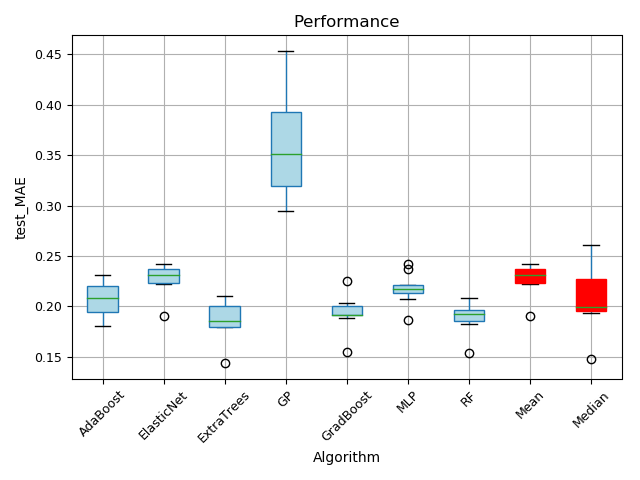 Performance
test_MAE
0.45
0.40
0.35
0.30
0.25
0.20
0.15
AdaBoost
ElasticNet
ExtraTrees
GP
GradBoost
MLP
RF
Mean
Median
Algorithm